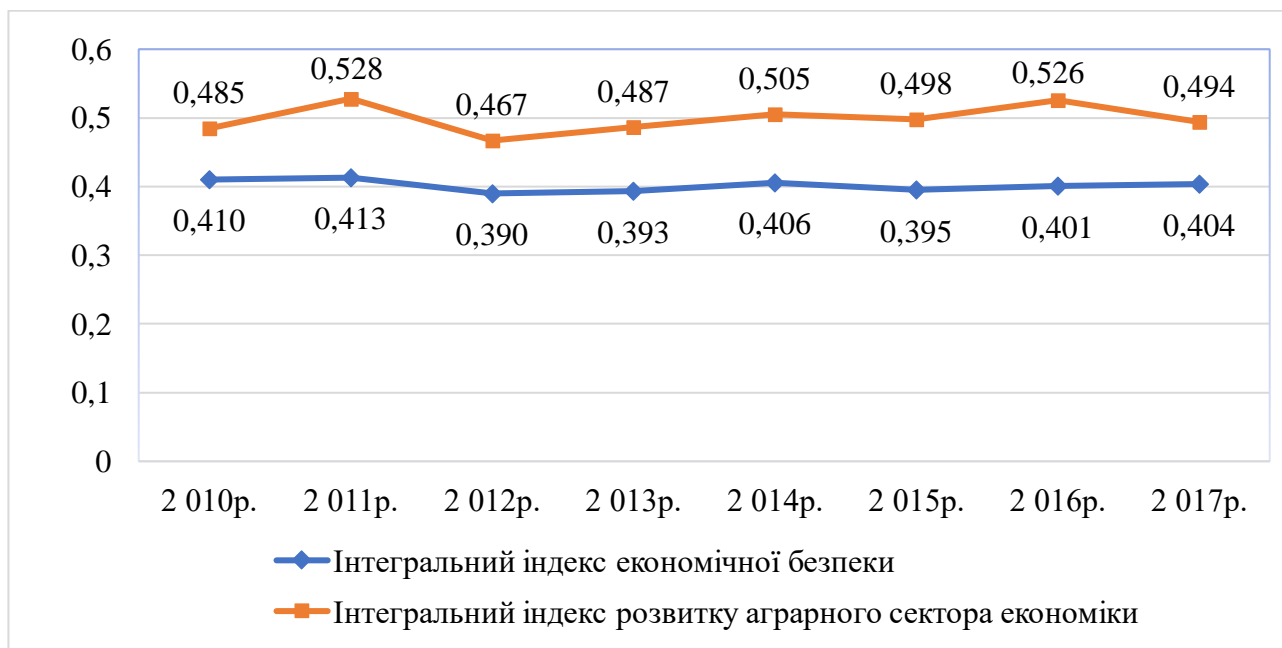 0,6
0,485 0,528 0,467 0,487 0,505 0,498 0,526 0,494
0,5
0,4
0,410 0,413 0,390 0,393 0,406 0,395 0,401 0,404
0,3
0,2
0,1
0
2 010р. 2 011р. 2 012р. 2 013р. 2 014р. 2 015р. 2 016р. 2 017р.
Інтегральний індекс економічної безпеки
Інтегральний індекс розвитку аграрного сектора економіки